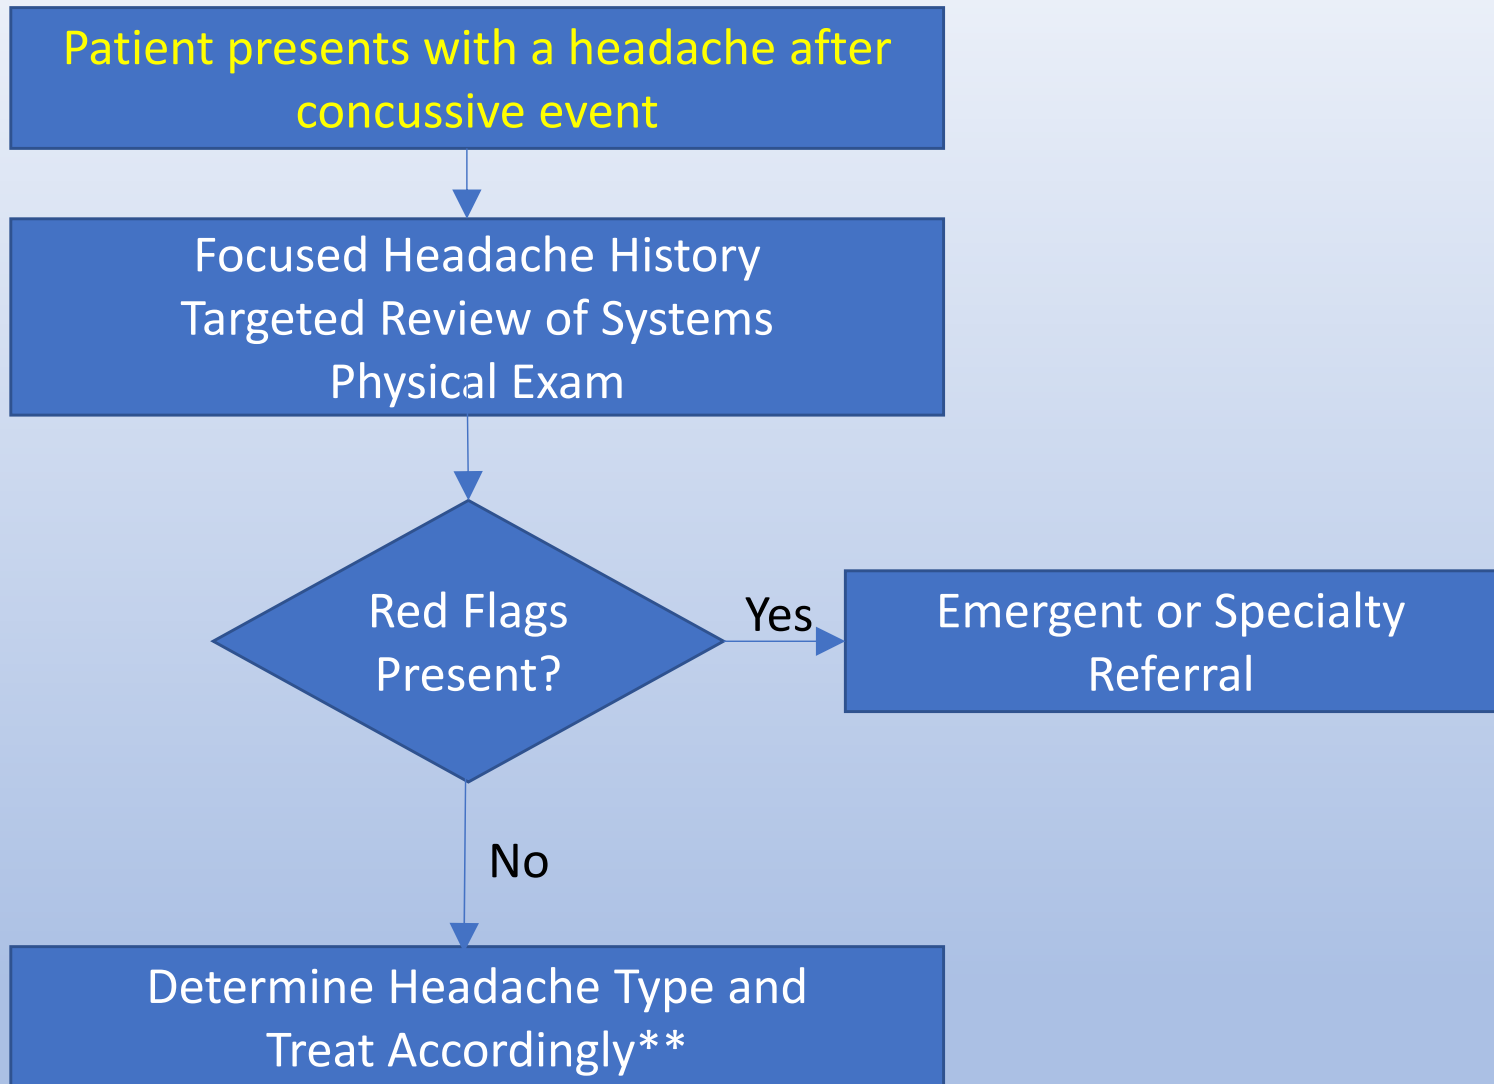 Patient presents with a headache after
concussive event
Focused Headache History
Targeted Review of Systems
Physical Exam
Red Flags
Present?
Yes
Emergent or Specialty
Referral
No
Determine Headache Type and
Treat Accordingly**